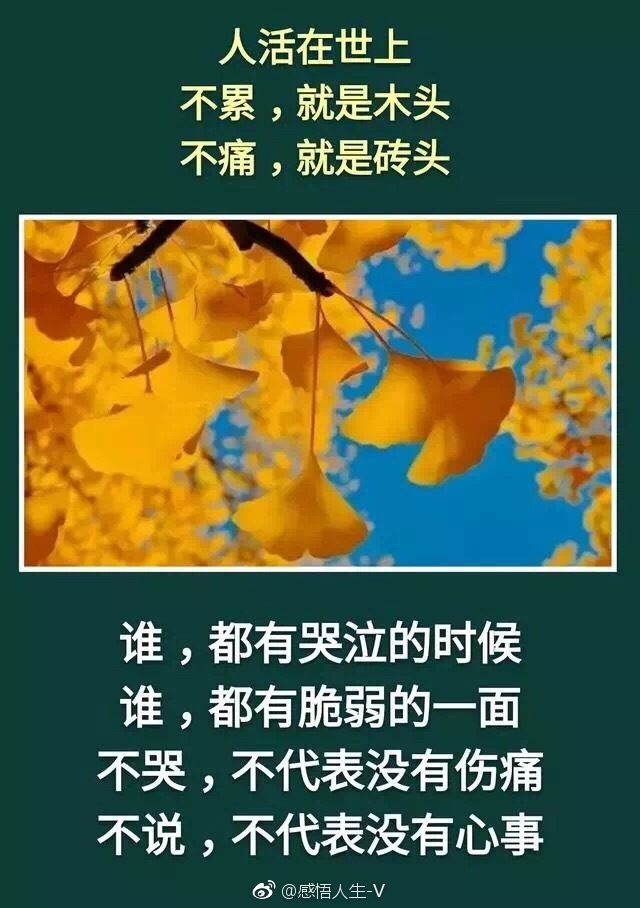 人活在世上
不累，就是木头
不痛，就是砖头
谁，都有哭泣的时候
谁，都有脆弱的一面
不哭，不代表没有伤痛
不说，不代表没有心事
@感悟人生-V